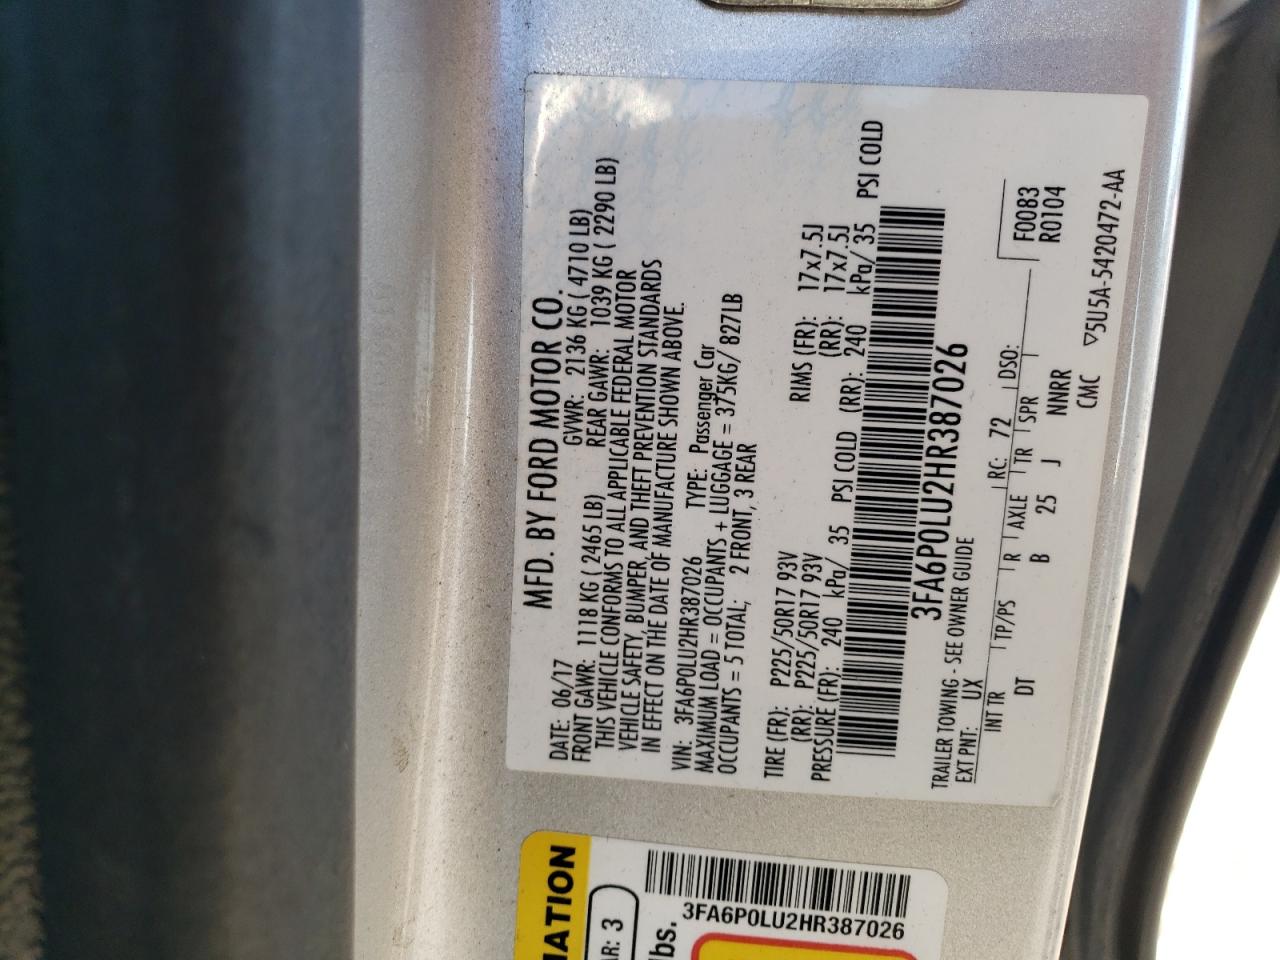 MFD. BY FORD MOTOR CO.
DATE: 06/17 GVWR: 2136 KG ( 4710 LB)
FRONT GAWR: 1118 KG ( 2465 LB) REAR GAWR: 1039 KG ( 2290 LB)
THIS VEHICLE CONFORMS TO ALL APPLICABLE FEDERAL MOTOR
VEHICLE SAFETY, BUMPER, AND THEFT PREVENTION STANDARDS
IN EFFECT ON THE DATE OF MANUFACTURE SHOWN ABOVE.
VIN: 3FA6P0LU2HR387026 TYPE: Passenger Car
MAXIMUM LOAD = OCCUPANTS + LUGGAGE = 375KG/ 827LB
OCCUPANTS = 5 TOTAL, 2 FRONT, 3 REAR
TIRE (FR): P225/50R17 93V RIMS (FR): 17x7.5J
(RR): P225/50R17 93V (RR): 17x7.5J
PRESSURE (FR): 240 kPa/ 35 PSI COLD (RR): 240 kPa/ 35 PSI COLD
3FA6P0LU2HR387026
TRAILER TOWING - SEE OWNER GUIDE
EXT PNT: UX RC: 72 DSO: F0083
INT TR TP/PS R AXLE TR SPR R0104
DT B 25 J NNRR
CMC ▽5U5A-5420472-AA
AR: 3
lbs.
3FA6P0LU2HR387026